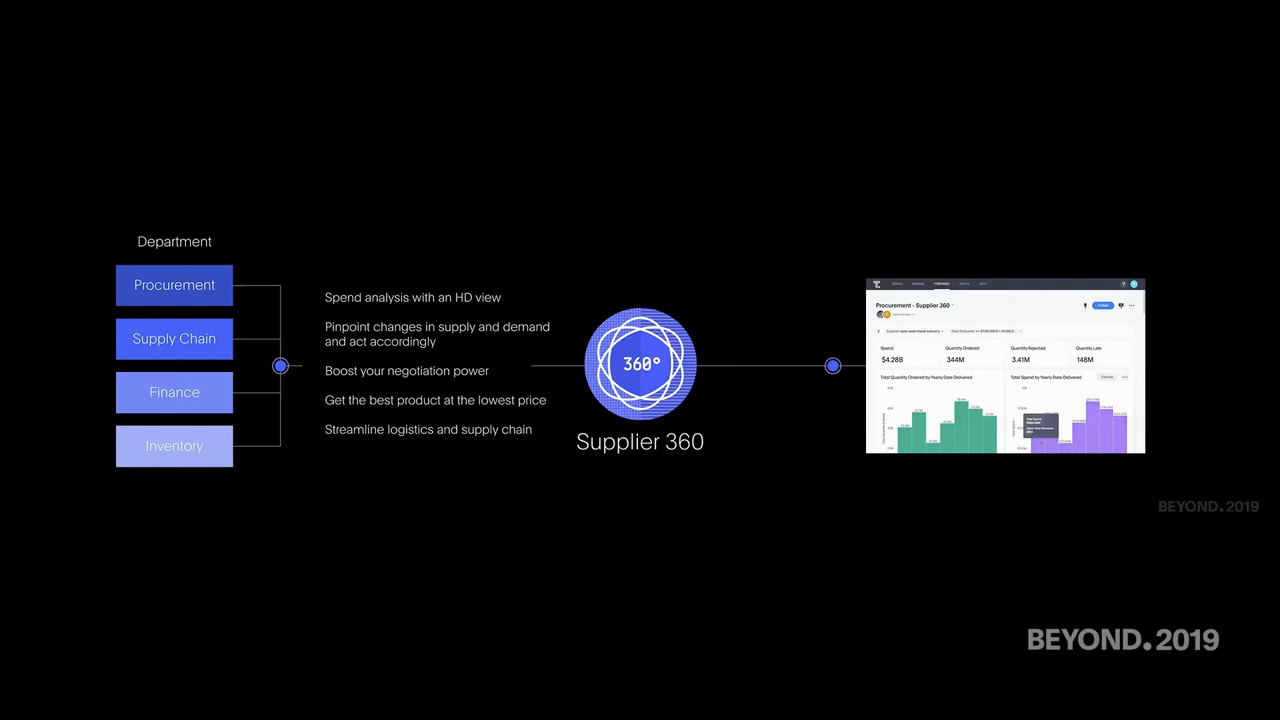 Department
Procurement
Supply Chain
Finance
Inventory
Spend analysis with an HD view
Pinpoint changes in supply and demand
and act accordingly
Boost your negotiation power
Get the best product at the lowest price
Streamline logistics and supply chain
360°
Supplier 360
Procurement - Supplier 360
Follow
Spend
Quantity Ordered
Quantity Rejected
Quantity Late
$4.28B
344M
3.41M
148M
Total Quantity Ordered by Yearly Date Delivered
Total Spend by Yearly Date Delivered
BEYOND.2019
BEYOND.2019